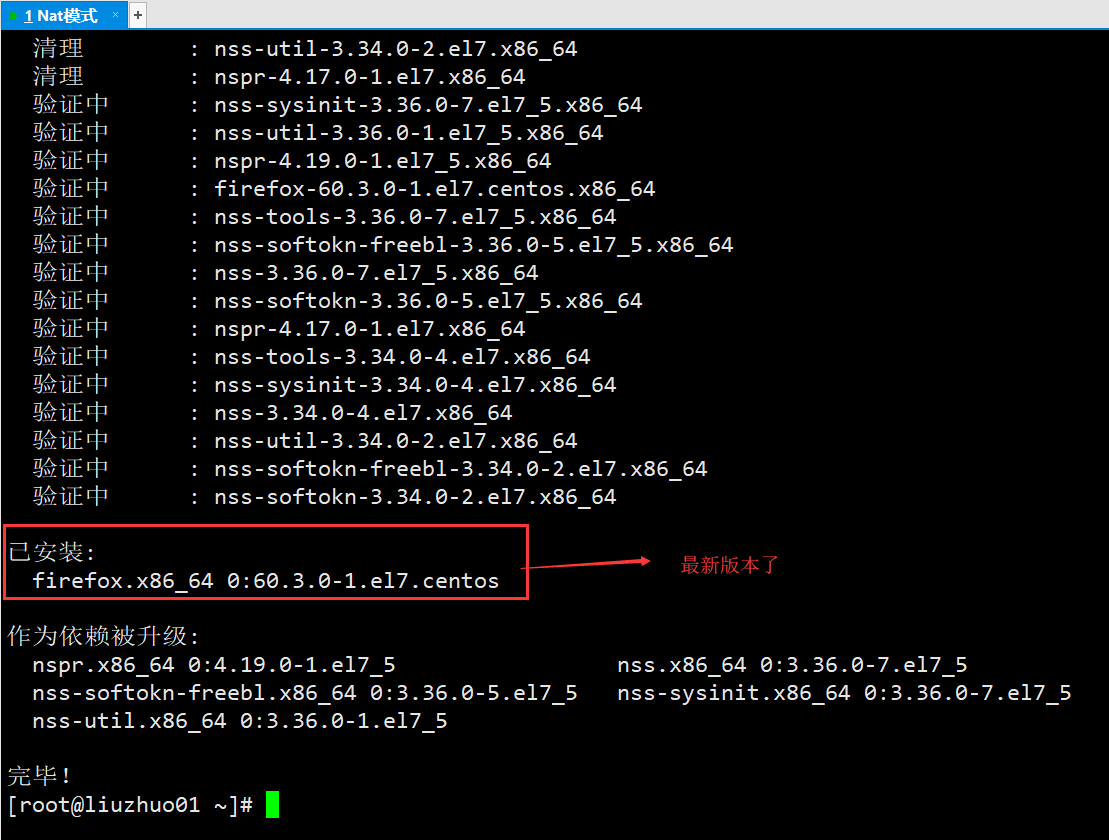 1 Nat模式 × +
清理 : nss-util-3.34.0-2.el7.x86_64
清理 : nspr-4.17.0-1.el7.x86_64
验证中 : nss-sysinit-3.36.0-7.el7_5.x86_64
验证中 : nss-util-3.36.0-1.el7_5.x86_64
验证中 : nspr-4.19.0-1.el7_5.x86_64
验证中 : firefox-60.3.0-1.el7.centos.x86_64
验证中 : nss-tools-3.36.0-7.el7_5.x86_64
验证中 : nss-softokn-freebl-3.36.0-5.el7_5.x86_64
验证中 : nss-3.36.0-7.el7_5.x86_64
验证中 : nss-softokn-3.36.0-5.el7_5.x86_64
验证中 : nspr-4.17.0-1.el7.x86_64
验证中 : nss-tools-3.34.0-4.el7.x86_64
验证中 : nss-sysinit-3.34.0-4.el7.x86_64
验证中 : nss-3.34.0-4.el7.x86_64
验证中 : nss-util-3.34.0-2.el7.x86_64
验证中 : nss-softokn-freebl-3.34.0-2.el7.x86_64
验证中 : nss-softokn-3.34.0-2.el7.x86_64
已安装:
firefox.x86_64 0:60.3.0-1.el7.centos
最新版本了
作为依赖被升级:
nspr.x86_64 0:4.19.0-1.el7_5 nss.x86_64 0:3.36.0-7.el7_5
nss-softokn-freebl.x86_64 0:3.36.0-5.el7_5 nss-sysinit.x86_64 0:3.36.0-7.el7_5
nss-util.x86_64 0:3.36.0-1.el7_5
完毕！
[root@liuzhuo01 ~]#